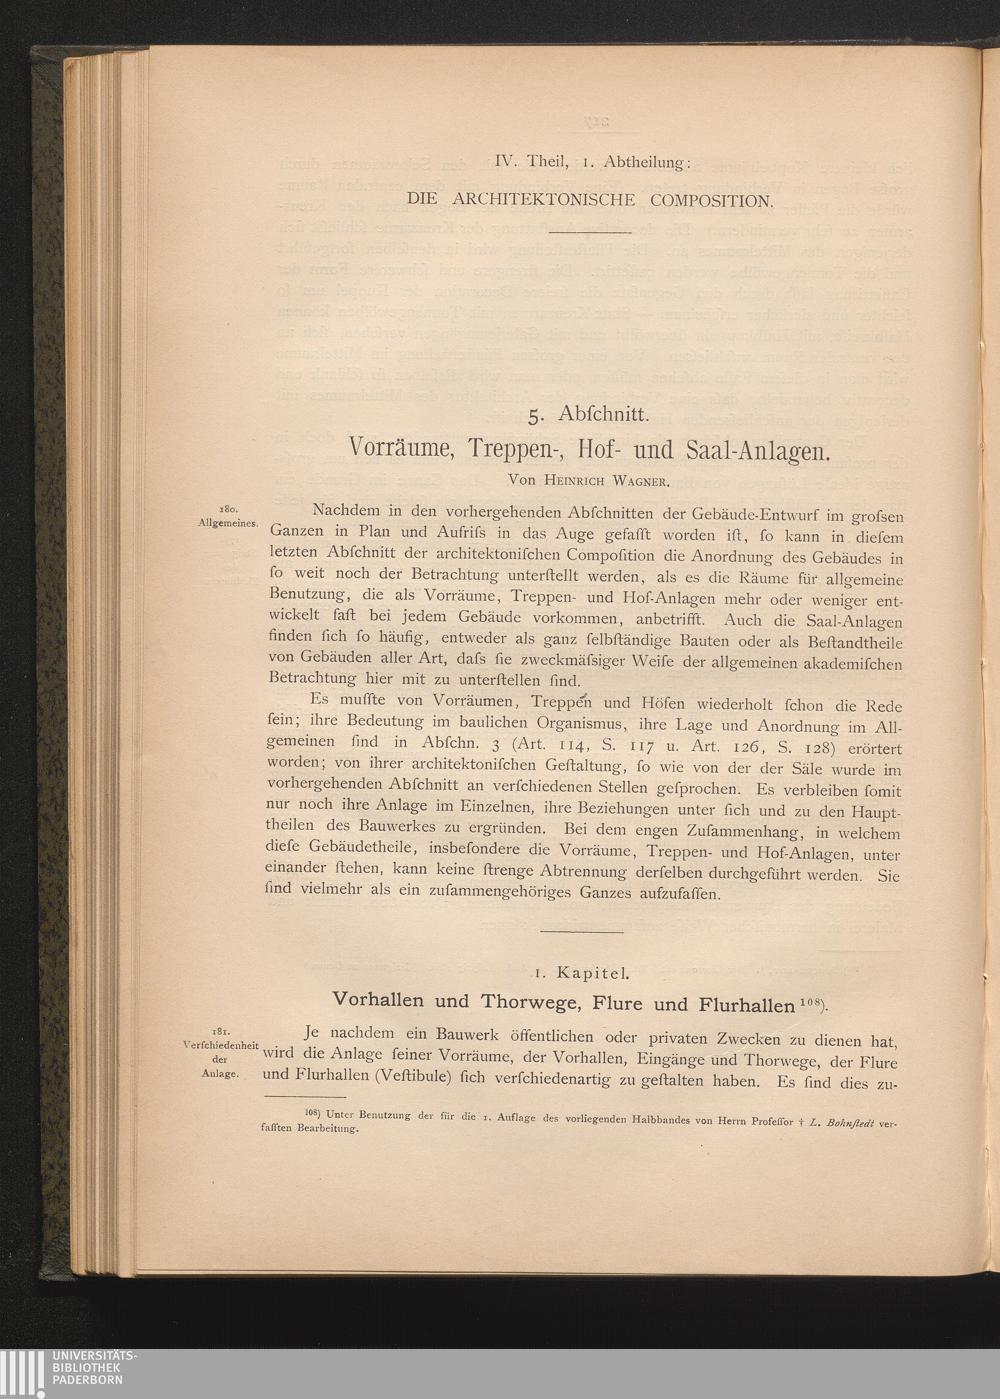 IV. Theil, 1. Abtheilung:
DIE ARCHITEKTONISCHE COMPOSITION.
5. Abſchnitt.
Vorräume, Treppen-, Hof- und Saal-Anlagen.
Von Heinrich Wagner.
180.
Allgemeines.
Nachdem in den vorhergehenden Abſchnitten der Gebäude-Entwurf im groſsen
Ganzen in Plan und Aufriſs in das Auge gefaſſt worden iſt, ſo kann in dieſem
letzten Abſchnitt der architektoniſchen Compoſition die Anordnung des Gebäudes in
ſo weit noch der Betrachtung unterſtellt werden, als es die Räume für allgemeine
Benutzung, die als Vorräume, Treppen- und Hof-Anlagen mehr oder weniger ent-
wickelt faſt bei jedem Gebäude vorkommen, anbetrifft. Auch die Saal-Anlagen
finden ſich ſo häufig, entweder als ganz ſelbſtändige Bauten oder als Beſtandtheile
von Gebäuden aller Art, daſs ſie zweckmäſsiger Weiſe der allgemeinen akademiſchen
Betrachtung hier mit zu unterſtellen ſind.
Es muſſte von Vorräumen, Treppen und Höfen wiederholt ſchon die Rede
ſein; ihre Bedeutung im baulichen Organismus, ihre Lage und Anordnung im All-
gemeinen ſind in Abſchn. 3 (Art. 114, S. 117 u. Art. 126, S. 128) erörtert
worden; von ihrer architektoniſchen Geſtaltung, ſo wie von der der Säle wurde im
vorhergehenden Abſchnitt an verſchiedenen Stellen geſprochen. Es verbleiben ſomit
nur noch ihre Anlage im Einzelnen, ihre Beziehungen unter ſich und zu den Haupt-
theilen des Bauwerkes zu ergründen. Bei dem engen Zuſammenhang, in welchem
dieſe Gebäudetheile, insbeſondere die Vorräume, Treppen- und Hof-Anlagen, unter
einander ſtehen, kann keine ſtrenge Abtrennung derſelben durchgeführt werden. Sie
ſind vielmehr als ein zuſammengehöriges Ganzes aufzufaſſen.
1. Kapitel.
Vorhallen und Thorwege, Flure und Flurhallen 108).
181.
Verſchiedenheit
der
Anlage.
Je nachdem ein Bauwerk öffentlichen oder privaten Zwecken zu dienen hat,
wird die Anlage ſeiner Vorräume, der Vorhallen, Eingänge und Thorwege, der Flure
und Flurhallen (Veſtibule) ſich verſchiedenartig zu geſtalten haben. Es ſind dies zu-
108) Unter Benutzung der für die 1. Auflage des vorliegenden Halbbandes von Herrn Profeſſor † L. Bohnſtedt ver-
faſſten Bearbeitung.
UNIVERSITÄTS-
BIBLIOTHEK
PADERBORN